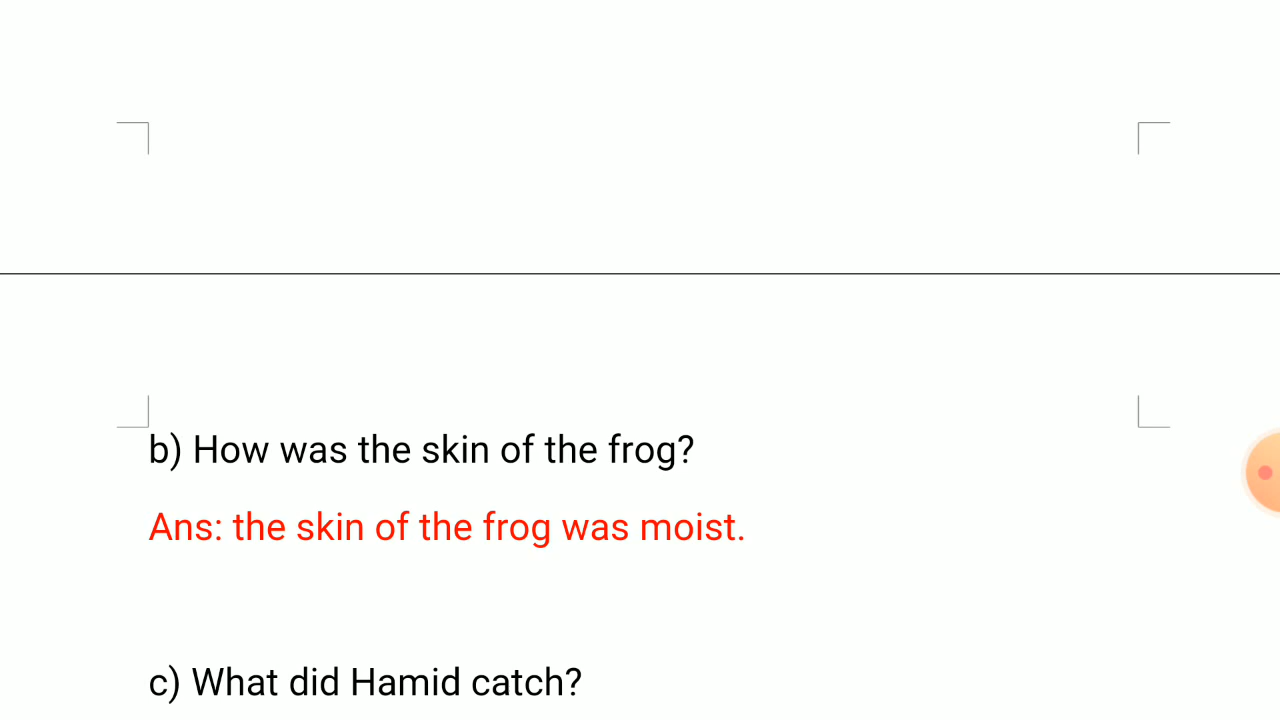 b) How was the skin of the frog?
Ans: the skin of the frog was moist.
c) What did Hamid catch?